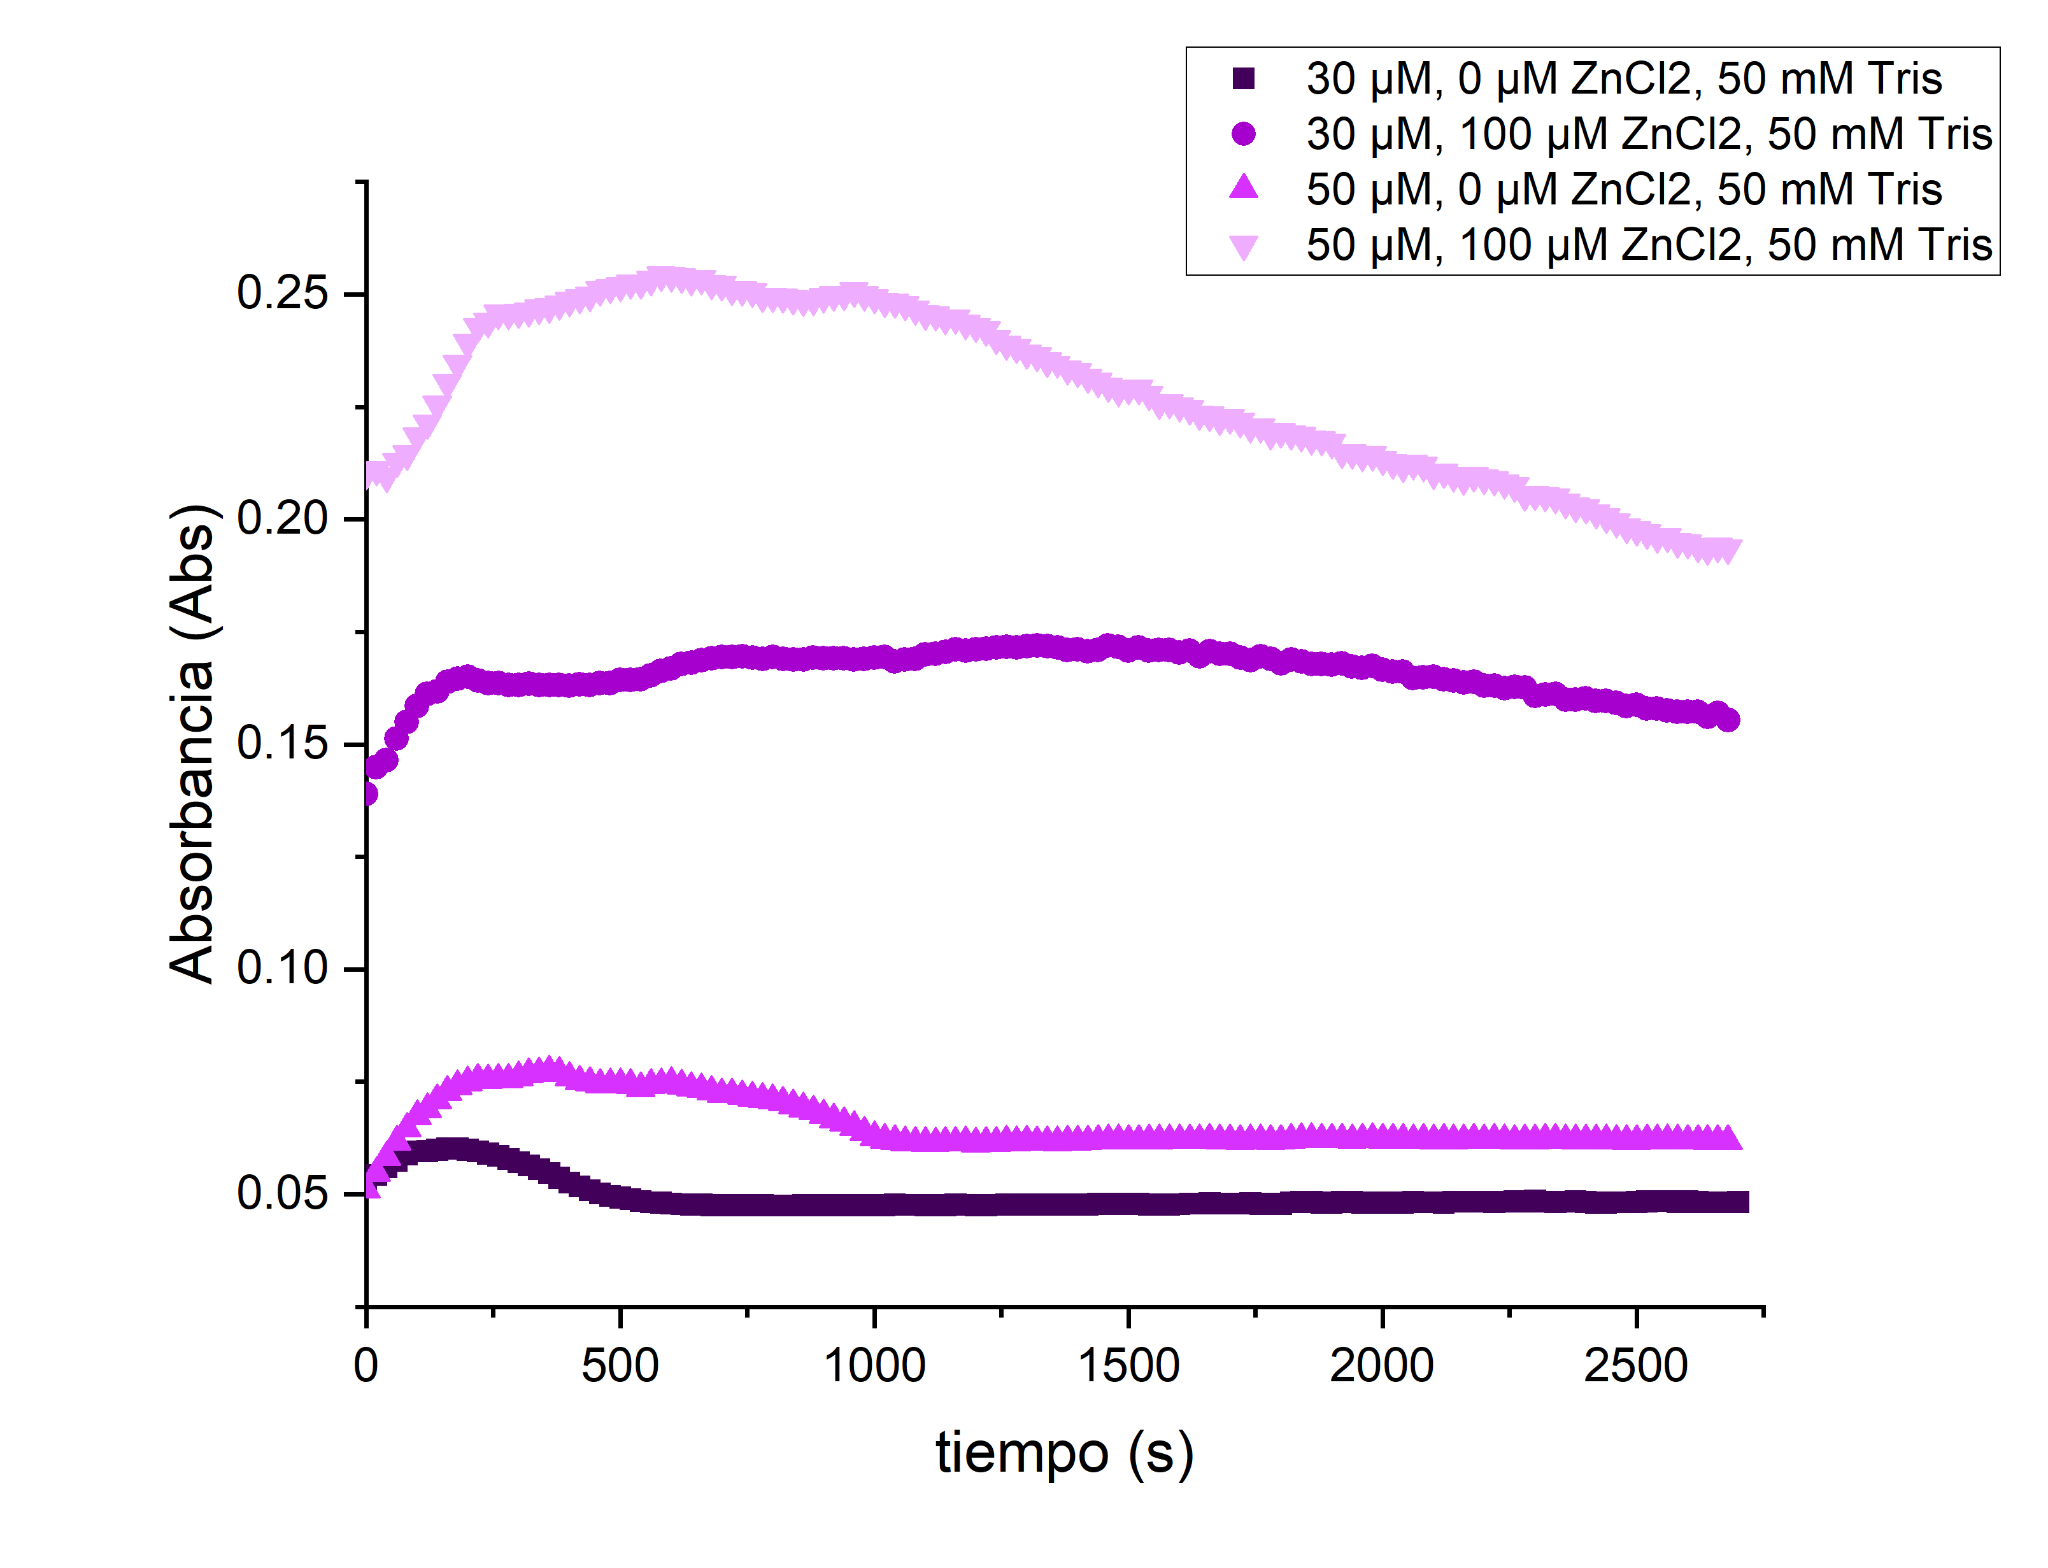 30 µM, 0 µM ZnCl2, 50 mM Tris
30 µM, 100 µM ZnCl2, 50 mM Tris
50 µM, 0 µM ZnCl2, 50 mM Tris
50 µM, 100 µM ZnCl2, 50 mM Tris
0.25
0.20
0.15
0.10
0.05
Absorbancia (Abs)
0 500 1000 1500 2000 2500
tiempo (s)